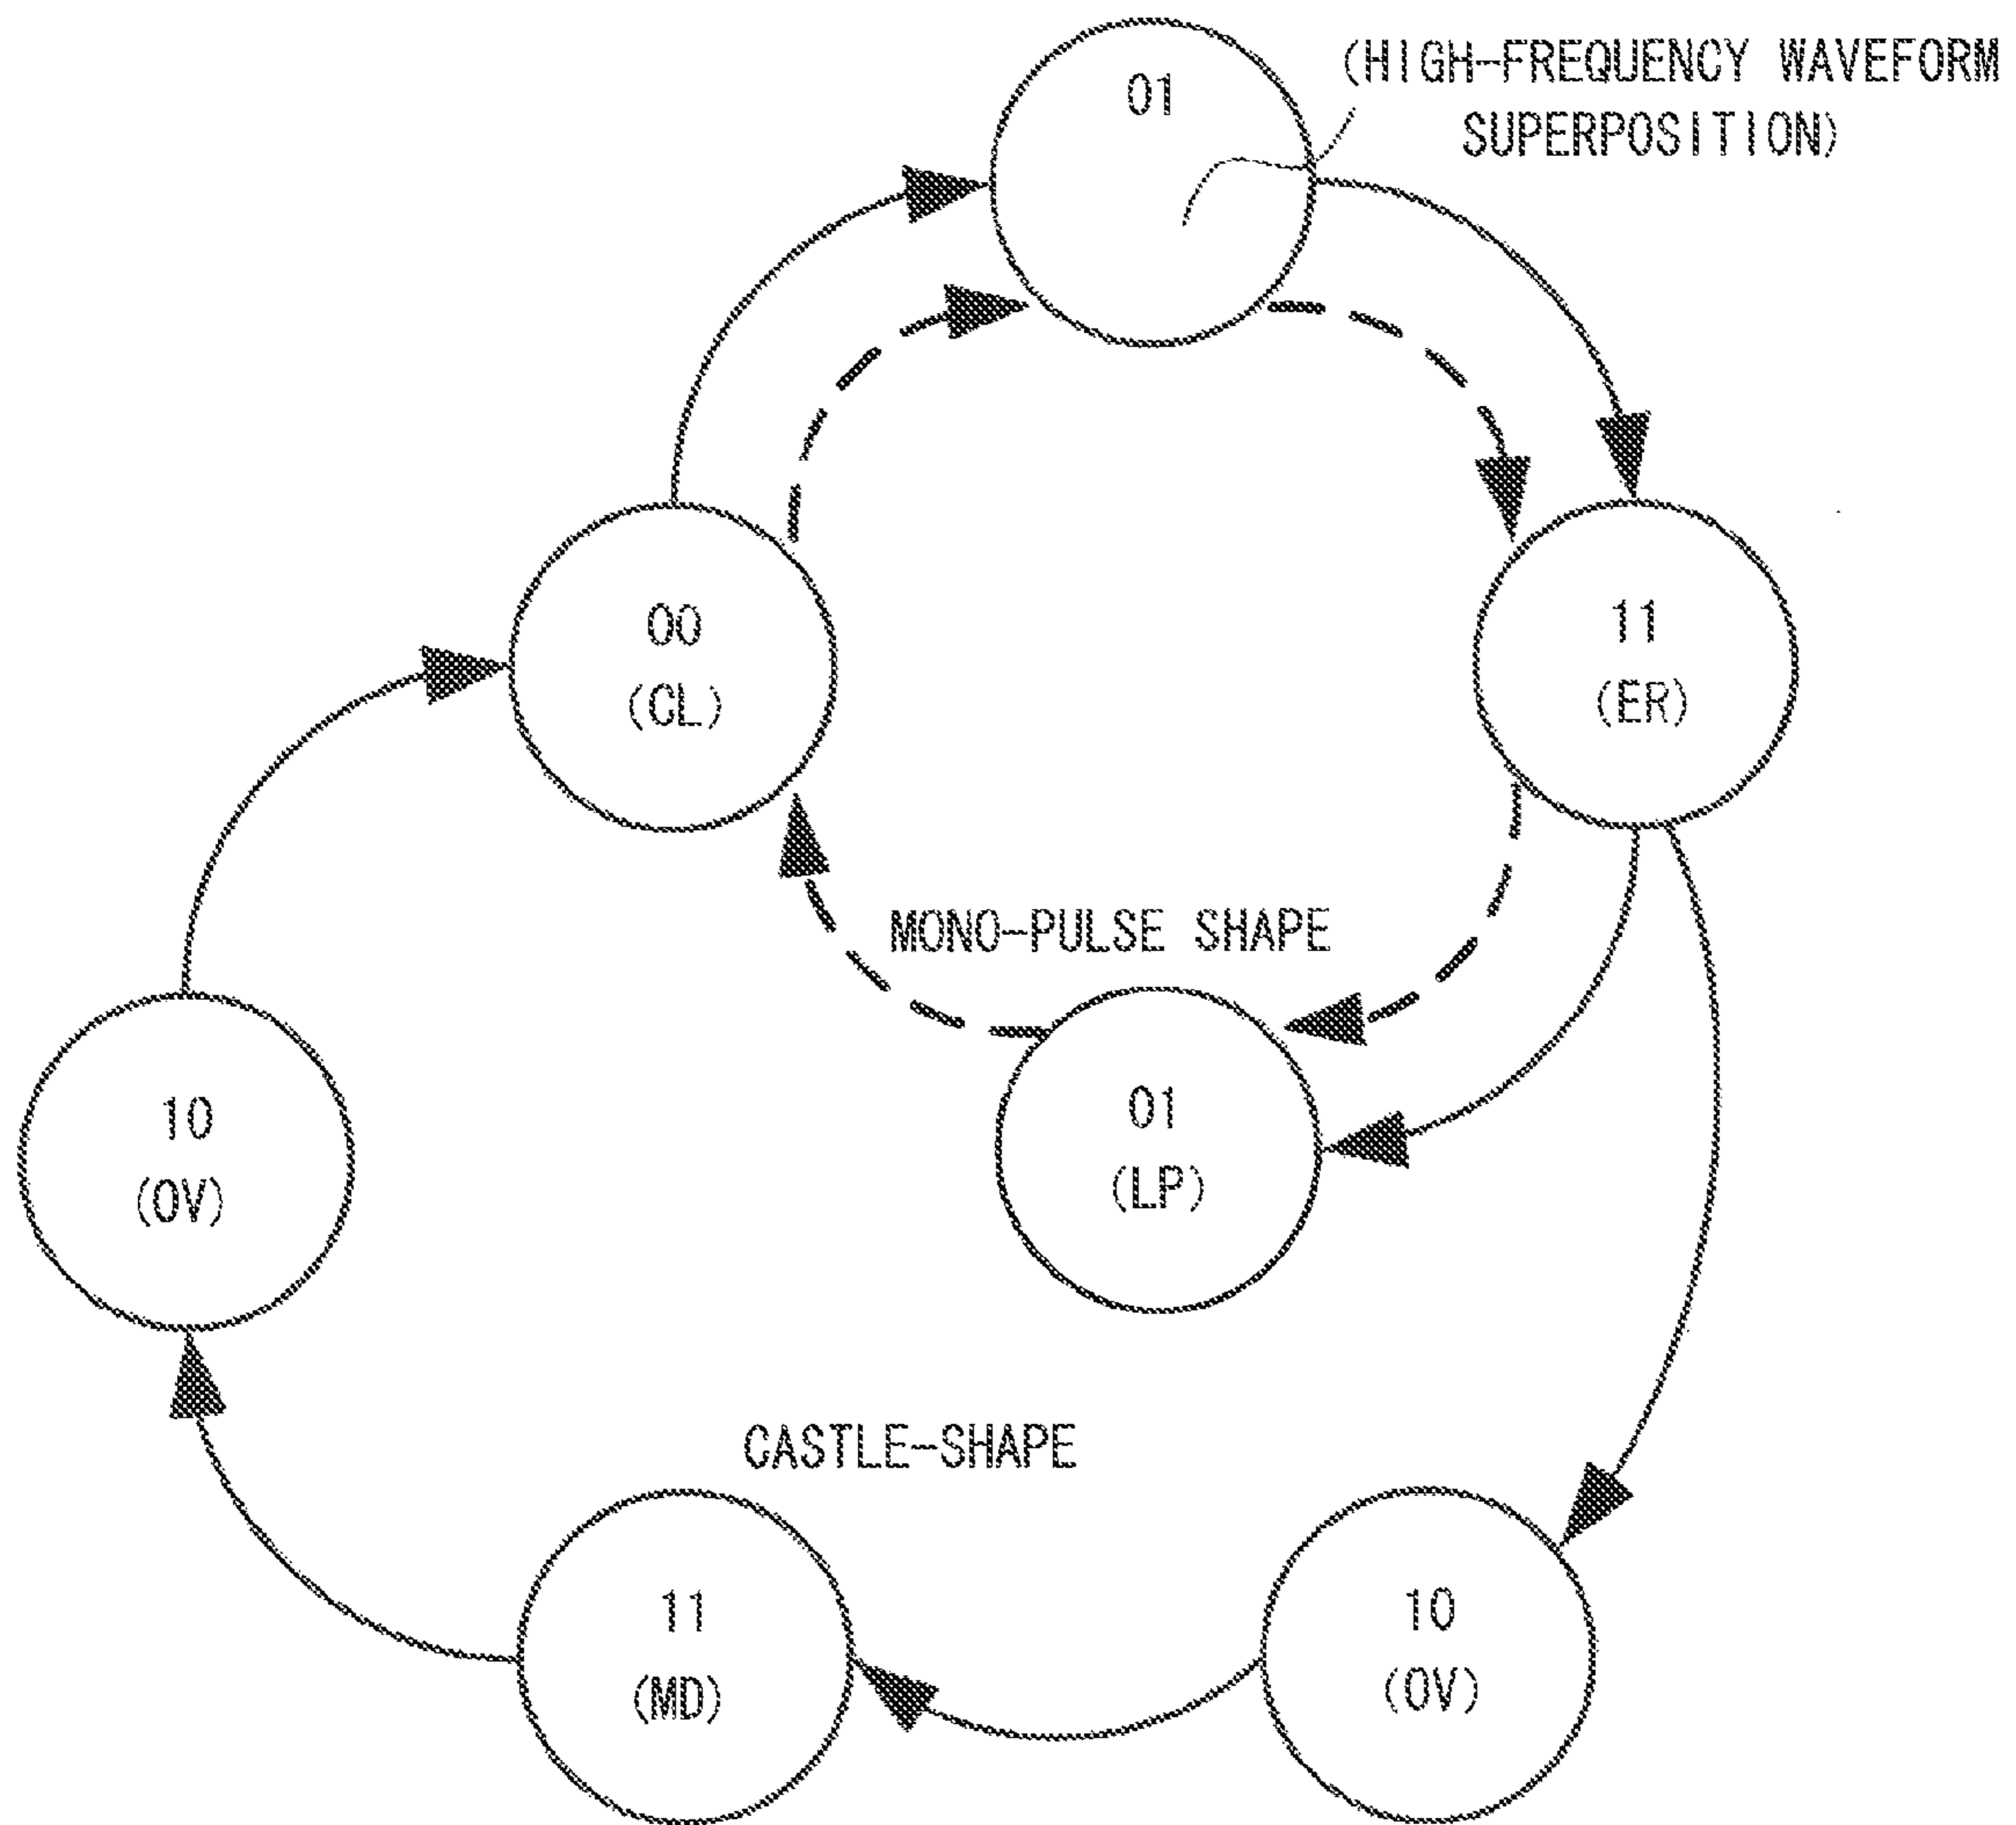 01
(HIGH-FREQUENCY WAVEFORM
SUPERPOSITION)
00
(CL)
11
(ER)
MONO-PULSE SHAPE
01
(LP)
10
(OV)
CASTLE-SHAPE
11
(MD)
10
(OV)